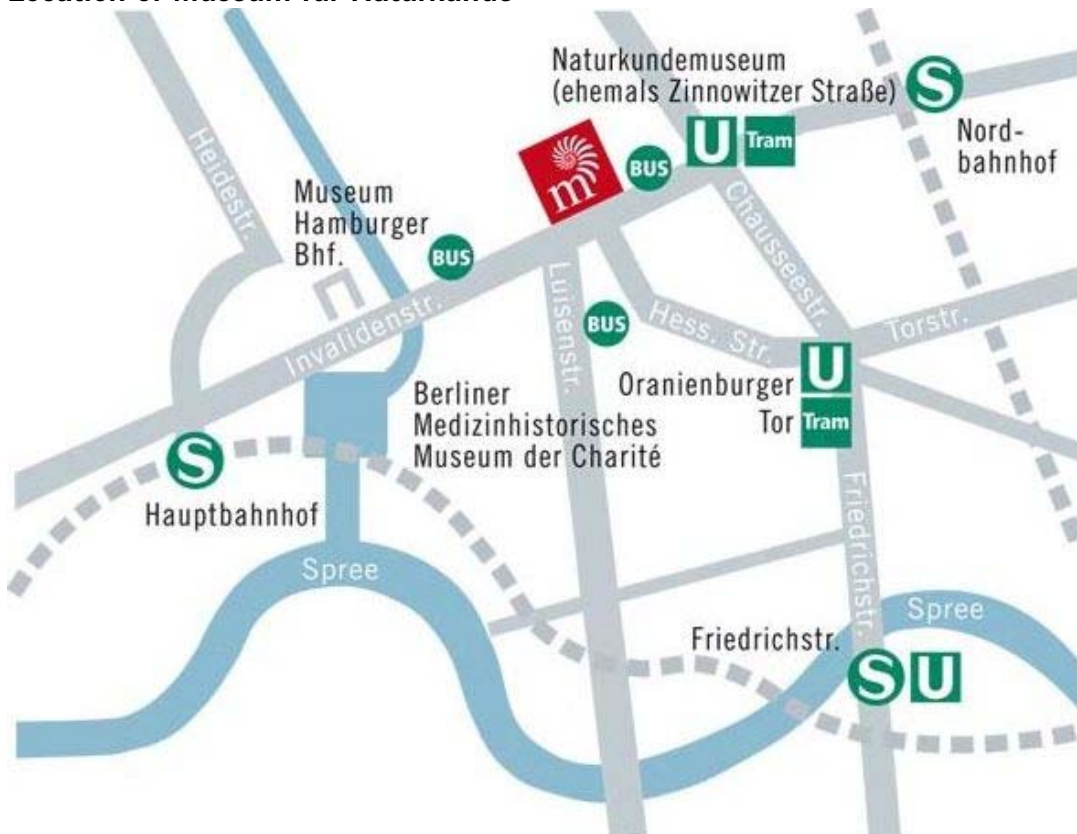 Naturkundemuseum
(ehemals Zinnowitzer Straße)
S
Nord-
bahnhof
U
Tram
BUS
m
Heidestr.
Museum
Hamburger
Bhf.
BUS
Chausseestr.
Invalidenstr.
Luisenstr.
BUS
Hess. Str.
Torstr.
Oranienburger
Tor
U
Tram
Berliner
Medizinhistorisches
Museum der Charité
S
Hauptbahnhof
Friedrichstr.
Spree
Spree
Friedrichstr.
S
U